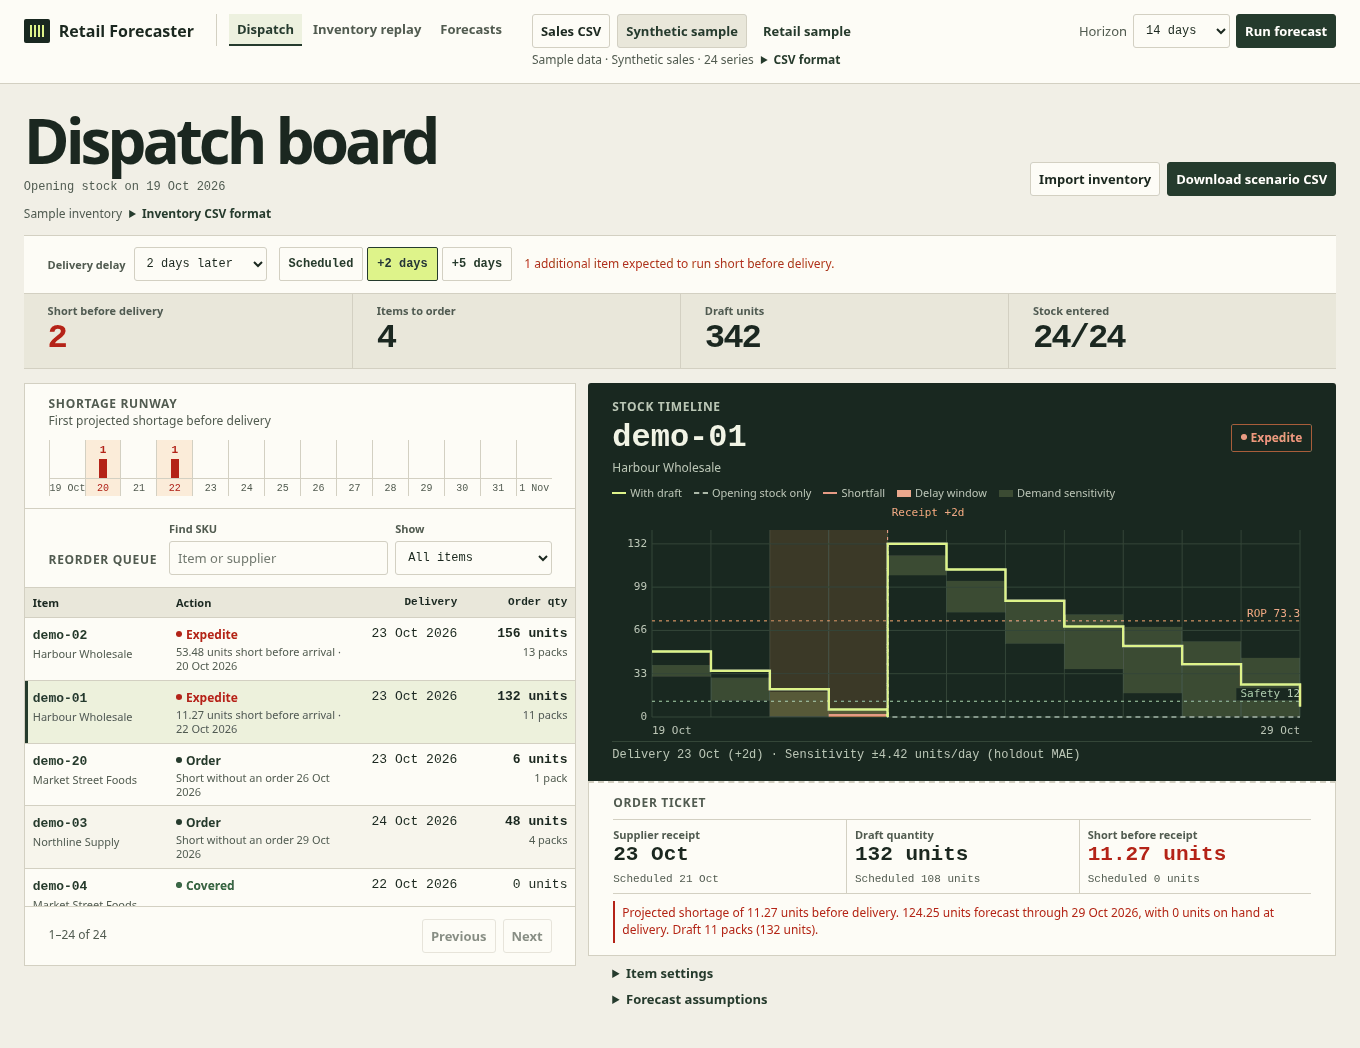 Retail Forecaster
Dispatch
Inventory replay
Forecasts
Sales CSV
Synthetic sample
Retail sample
Sample data · Synthetic sales · 24 series ▶ CSV format
Horizon
14 days
Run forecast
Dispatch board
Opening stock on 19 Oct 2026
Sample inventory ▶ Inventory CSV format
Import inventory
Download scenario CSV
Delivery delay
2 days later
Scheduled
+2 days
+5 days
1 additional item expected to run short before delivery.
Short before delivery
2
Items to order
4
Draft units
342
Stock entered
24/24
SHORTAGE RUNWAY
First projected shortage before delivery
1 1
19 Oct 20 21 22 23 24 25 26 27 28 29 30 31 1 Nov
REORDER QUEUE
Find SKU
Item or supplier
Show
All items
Item Action Delivery Order qty
demo-02 Expedite 23 Oct 2026 156 units
Harbour Wholesale 53.48 units short before arrival · 13 packs
20 Oct 2026
demo-01 Expedite 23 Oct 2026 132 units
Harbour Wholesale 11.27 units short before arrival · 11 packs
22 Oct 2026
demo-20 Order 23 Oct 2026 6 units
Market Street Foods Short without an order 26 Oct 1 pack
2026
demo-03 Order 24 Oct 2026 48 units
Northline Supply Short without an order 29 Oct 4 packs
2026
demo-04 Covered 22 Oct 2026 0 units
Market Street Foods
1–24 of 24
Previous
Next
STOCK TIMELINE
demo-01
Expedite
Harbour Wholesale
With draft Opening stock only Shortfall Delay window Demand sensitivity
Receipt +2d
132
99
66
33
0
ROP 73.3
Safety 12
19 Oct 29 Oct
Delivery 23 Oct (+2d) · Sensitivity ±4.42 units/day (holdout MAE)
ORDER TICKET
Supplier receipt
23 Oct
Scheduled 21 Oct
Draft quantity
132 units
Scheduled 108 units
Short before receipt
11.27 units
Scheduled 0 units
Projected shortage of 11.27 units before delivery. 124.25 units forecast through 29 Oct 2026, with 0 units on hand at
delivery. Draft 11 packs (132 units).
▶ Item settings
▶ Forecast assumptions